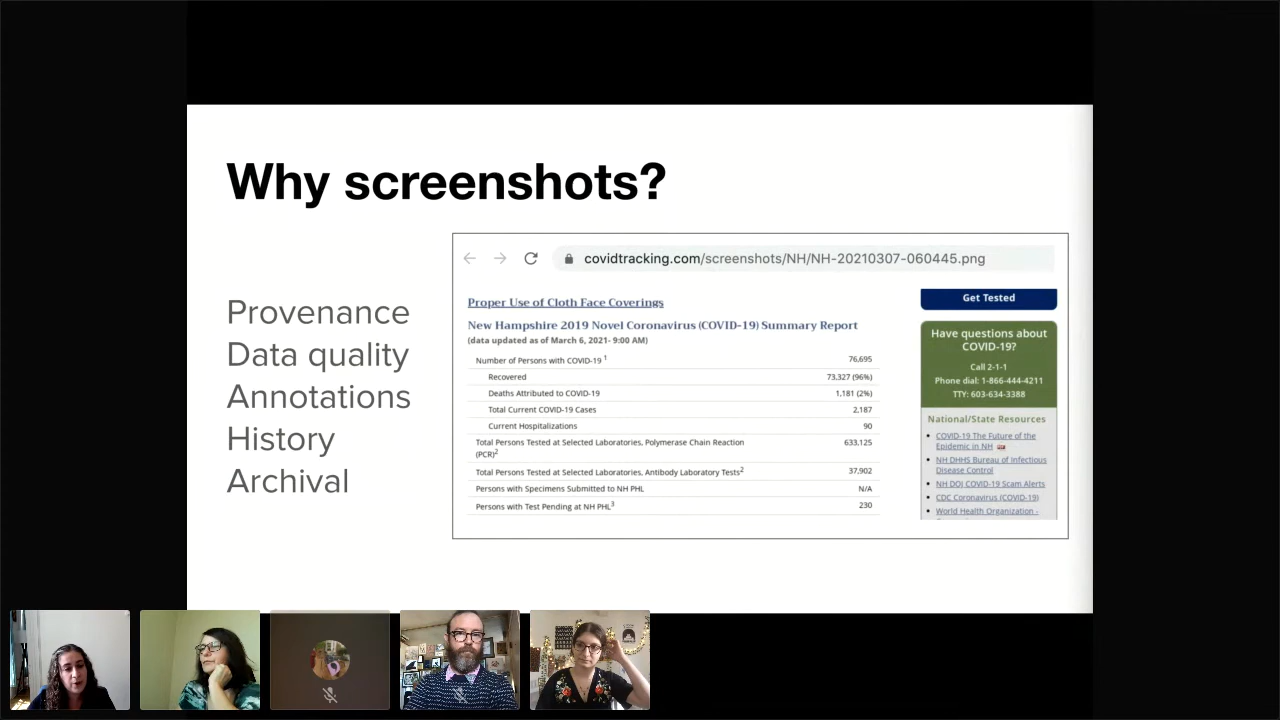 Why screenshots?
Provenance
Data quality
Annotations
History
Archival
covidtracking.com/screenshots/NH/NH-20210307-060445.png
Proper Use of Cloth Face Coverings
New Hampshire 2019 Novel Coronavirus (COVID-19) Summary Report
(data updated as of March 6, 2021- 9:00 AM)
Number of Persons with COVID-19 1 76,695
Recovered 73,327 (96%)
Deaths Attributed to COVID-19 1,181 (2%)
Total Current COVID-19 Cases 2,187
Current Hospitalizations 90
Total Persons Tested at Selected Laboratories, Polymerase Chain Reaction 633,125
(PCR)2
Total Persons Tested at Selected Laboratories, Antibody Laboratory Tests2 37,902
Persons with Specimens Submitted to NH PHL N/A
Persons with Test Pending at NH PHL3 230
Get Tested
Have questions about
COVID-19?
Call 2-1-1
Phone dial: 1-866-444-4211
TTY: 603-634-3388
National/State Resources
COVID-19 The Future of the
Epidemic in NH
NH DHHS Bureau of Infectious
Disease Control
NH DOJ COVID-19 Scam Alerts
CDC Coronavirus (COVID-19)
World Health Organization -